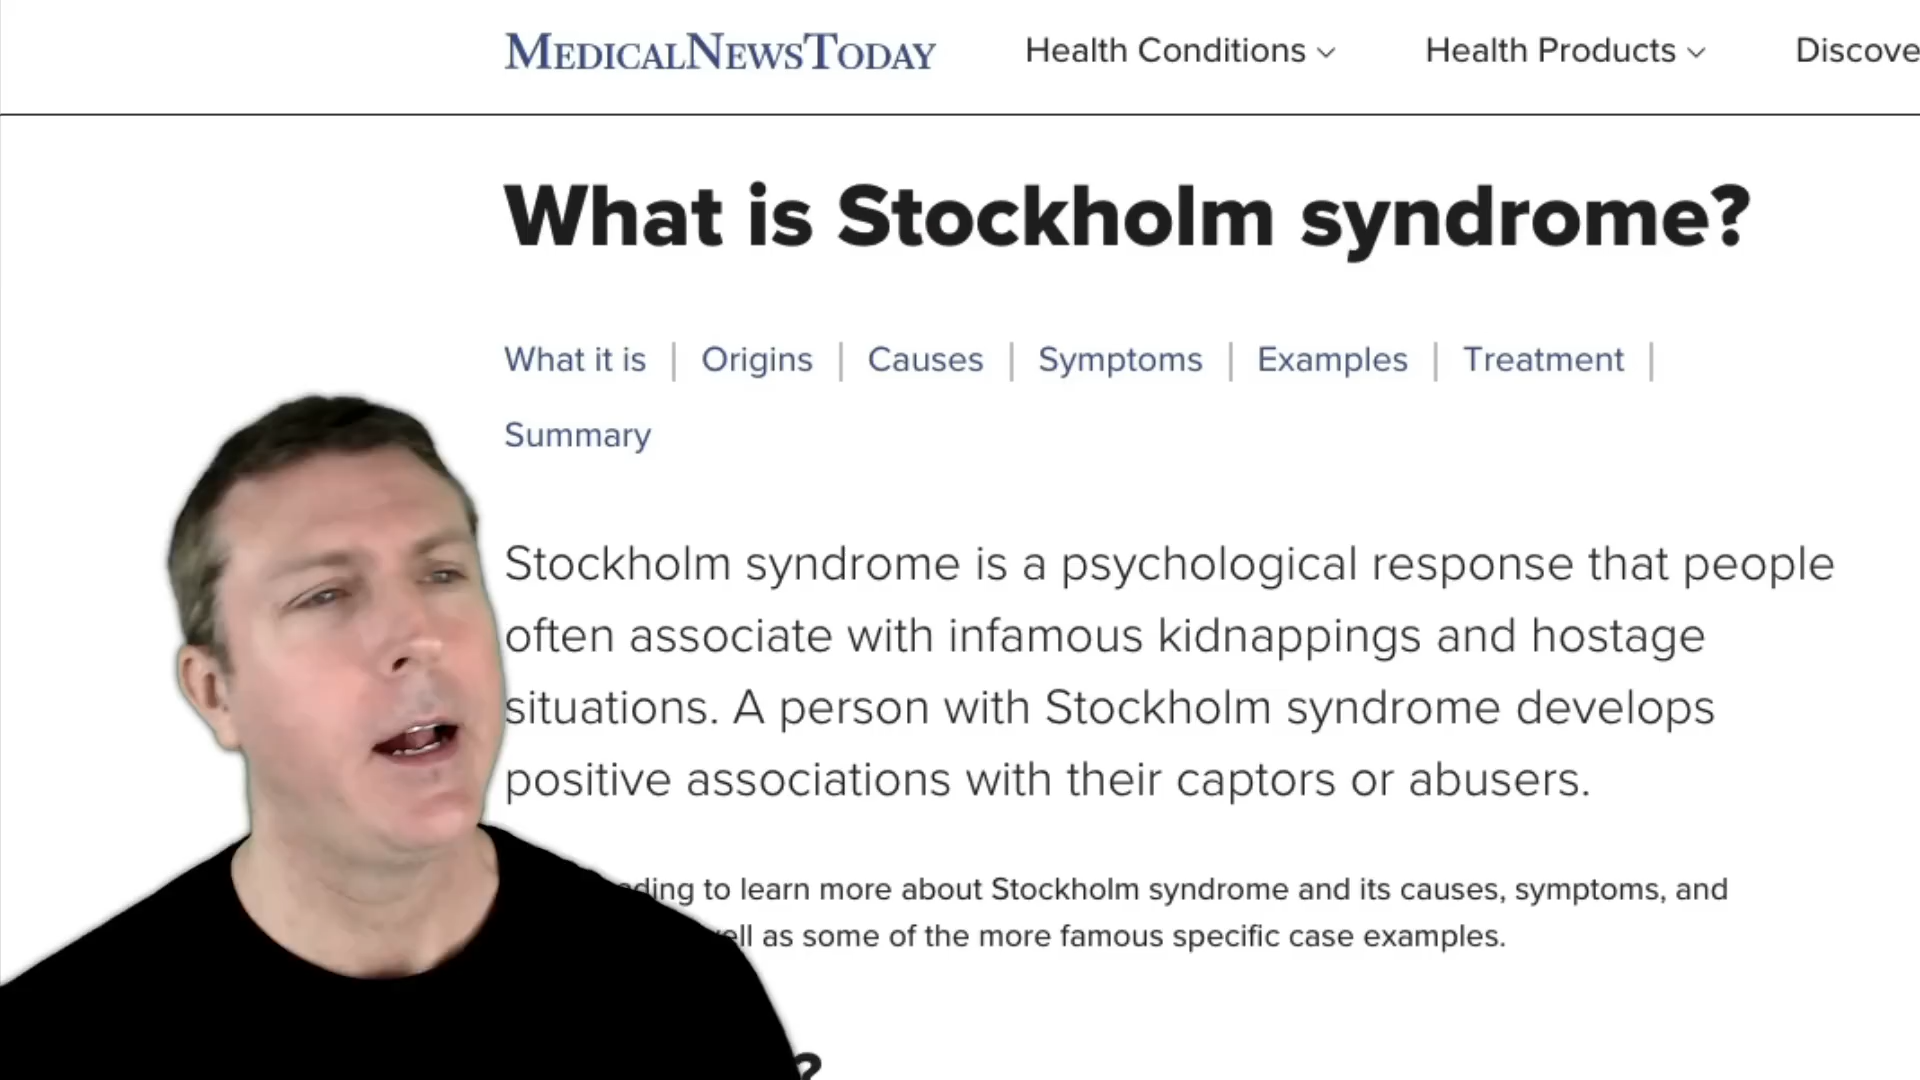 MEDICALNEWSTODAY Health Conditions Health Products Discove
What is Stockholm syndrome?
What it is | Origins | Causes | Symptoms | Examples | Treatment |
Summary
Stockholm syndrome is a psychological response that people
often associate with infamous kidnappings and hostage
situations. A person with Stockholm syndrome develops
positive associations with their captors or abusers.
ding to learn more about Stockholm syndrome and its causes, symptoms, and
ell as some of the more famous specific case examples.
?